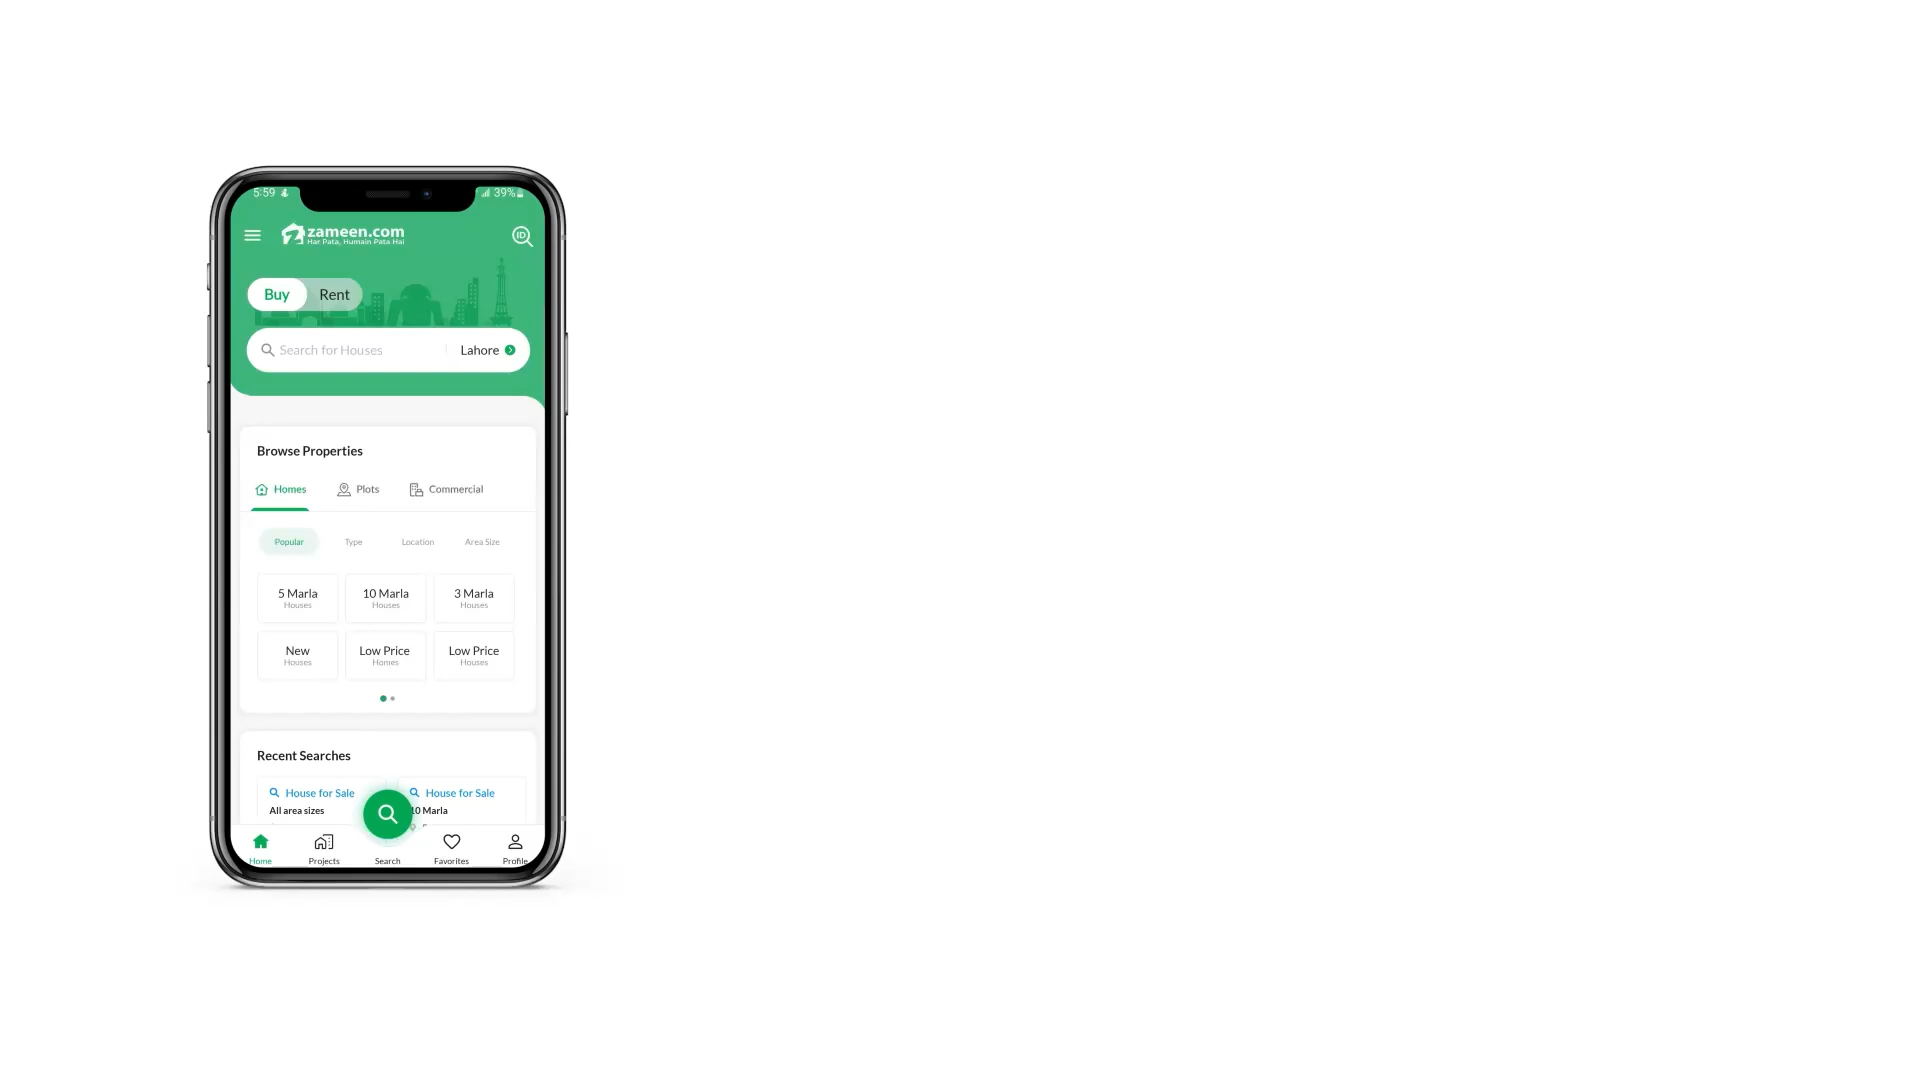 5:59
39%
zameen.com
Har Pata, Humain Pata Hai
ID
Buy Rent
Search for Houses Lahore
Browse Properties
Homes Plots Commercial
Popular Type Location Area Size
5 Marla 10 Marla 3 Marla
Houses Houses Houses
New Low Price Low Price
Houses Homes Houses
Recent Searches
House for Sale House for Sale
All area sizes 10 Marla
Home Projects Search Favorites Profile